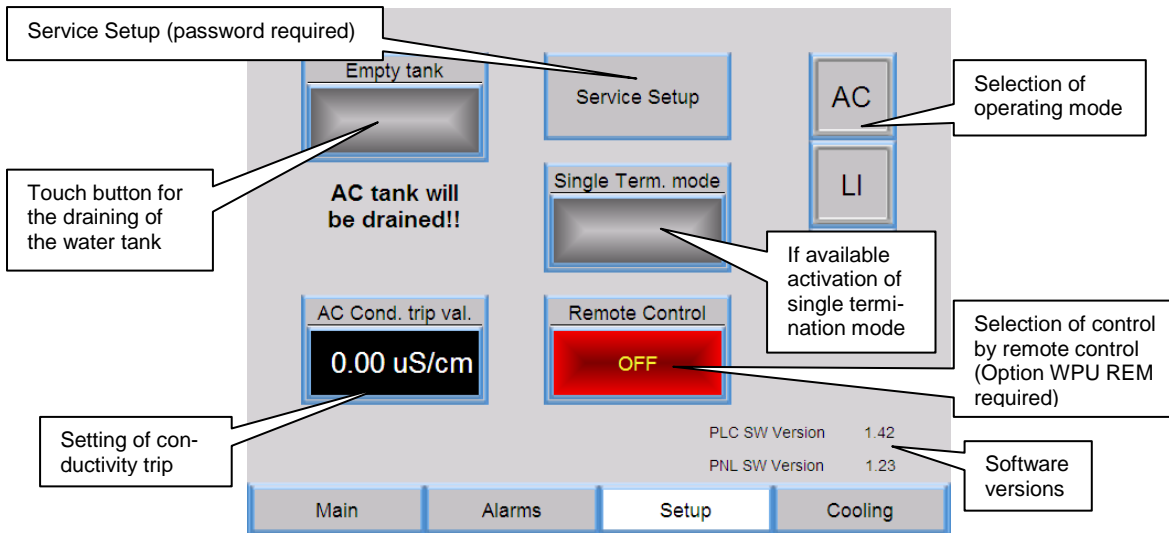 Service Setup (password required)
Empty tank
Service Setup
AC
Selection of
operating mode
Touch button for
the draining of
the water tank
AC tank will
be drained!!
Single Term. mode
LI
If available
activation of
single termi-
nation mode
AC Cond. trip val.
0.00 uS/cm
Remote Control
OFF
Selection of control
by remote control
(Option WPU REM
required)
Setting of con-
ductivity trip
PLC SW Version 1.42
PNL SW Version 1.23
Software
versions
Main Alarms Setup Cooling